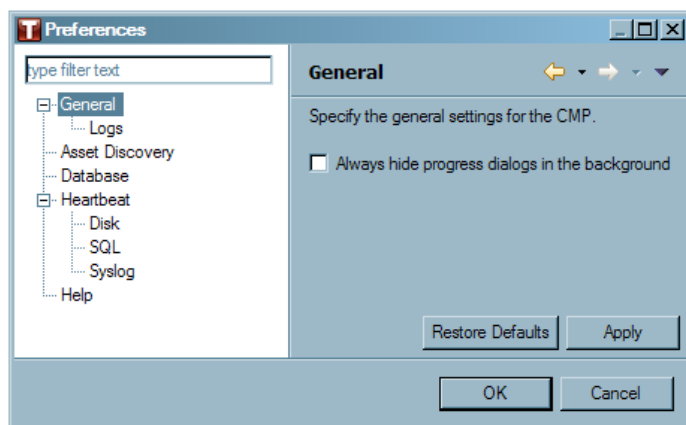 T Preferences
type filter text
General
Logs
Asset Discovery
Database
Heartbeat
Disk
SQL
Syslog
Help
General
Specify the general settings for the CMP.
Always hide progress dialogs in the background
Restore Defaults
Apply
OK
Cancel